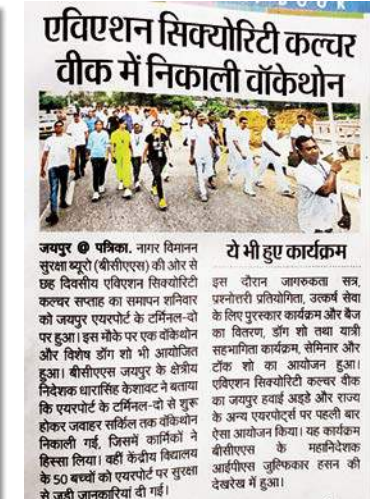 BOOK
एविएशन सिक्योरिटी कल्चर
वीक में निकाली वॉकेथोन
जयपुर @ पत्रिका. नागर विमानन
सुरक्षा ब्यूरो (बीसीएएस) की ओर से
छह दिवसीय एविएशन सिक्योरिटी
कल्चर सप्ताह का समापन शनिवार
को जयपुर एयरपोर्ट के टर्मिनल-दो
पर हुआ। इस मौके पर एक वॉकेथोन
और विशेष डॉग शो भी आयोजित
हुआ। बीसीएएस जयपुर के क्षेत्रीय
निदेशक धारासिंह केशावट ने बताया
कि एयरपोर्ट के टर्मिनल-दो से शुरू
होकर जवाहर सर्किल तक वॉकेथोन
निकाली गई, जिसमें कार्मिकों ने
हिस्सा लिया। वहीं केंद्रीय विद्यालय
के 50 बच्चों को एयरपोर्ट पर सुरक्षा
से जुड़ी जानकारियां दी गई।
ये भी हुए कार्यक्रम
इस दौरान जागरुकता सत्र,
प्रश्नोत्तरी प्रतियोगिता, उत्कर्ष सेवा
के लिए पुरस्कार कार्यक्रम और बैज
का वितरण, डॉग शो तथा यात्री
सहभागिता कार्यक्रम, सेमिनार और
टॉक शो का आयोजन हुआ।
एविएशन सिक्योरिटी कल्चर वीक
का जयपुर हवाई अड्डे और राज्य
के अन्य एयरपोर्ट्स पर पहली बार
ऐसा आयोजन किया। यह कार्यक्रम
बीसीएएस के महानिदेशक
आईपीएस जुल्फिकार हसन की
देखरेख में हुआ।